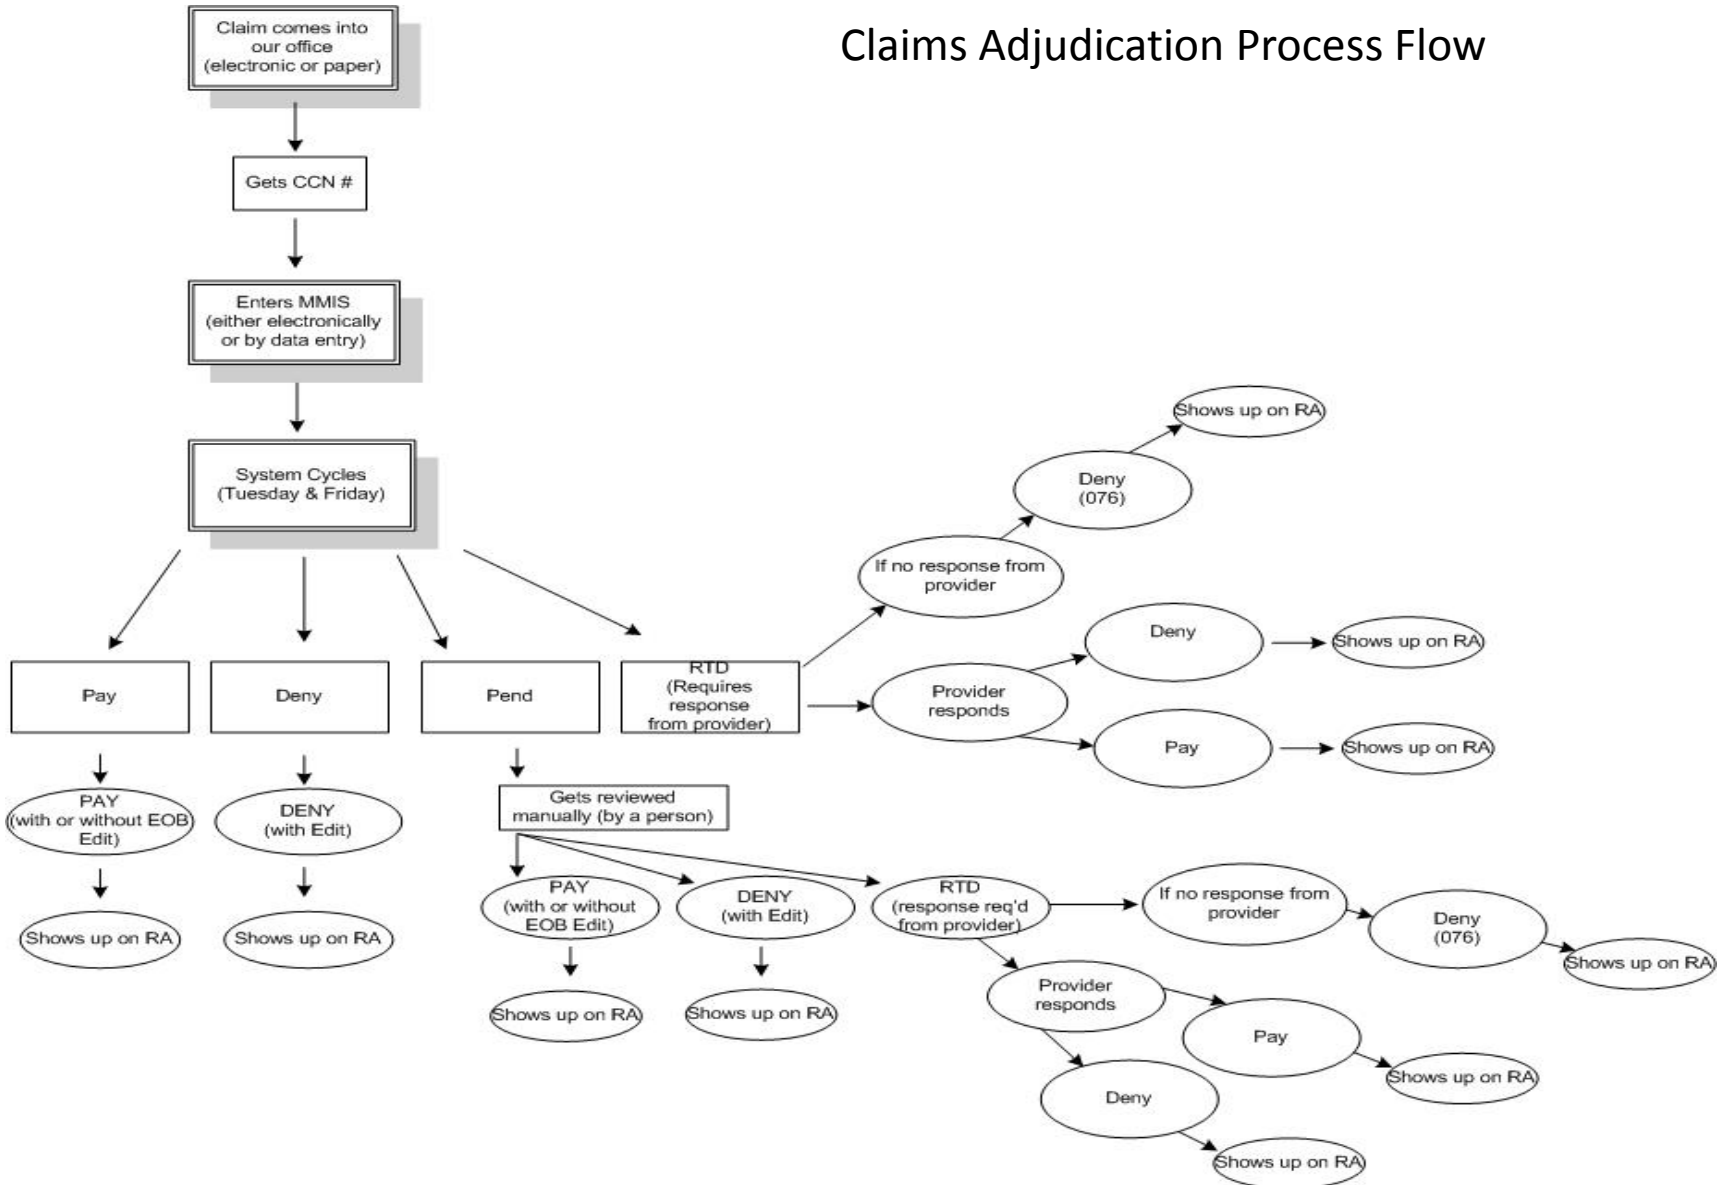 Claims Adjudication Process Flow
Claim comes into
our office
(electronic or paper)
Gets CCN #
Enters MMIS
(either electronically
or by data entry)
System Cycles
(Tuesday & Friday)
Shows up on RA
Deny
(076)
If no response from
provider
Pay
Deny
Pend
RTD
(Requires
response
from provider)
Provider
responds
Deny
Shows up on RA
Pay
Shows up on RA
PAY
(with or without EOB
Edit)
DENY
(with Edit)
Gets reviewed
manually (by a person)
Shows up on RA
Shows up on RA
PAY
(with or without
EOB Edit)
DENY
(with Edit)
RTD
(response req'd
from provider)
If no response from
provider
Deny
(076)
Shows up on RA
Shows up on RA
Shows up on RA
Provider
responds
Pay
Shows up on RA
Deny
Shows up on RA